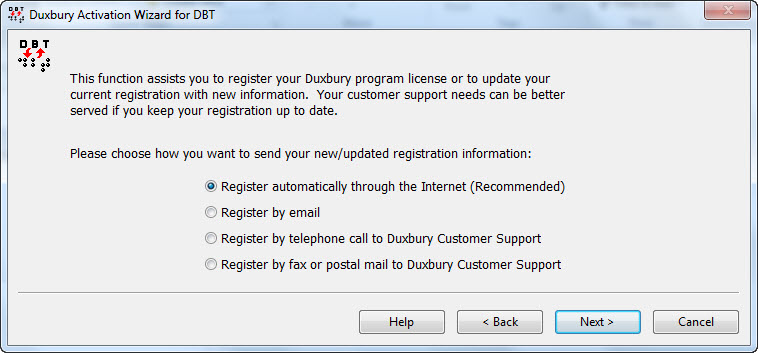 Duxbury Activation Wizard for DBT
DBT
This function assists you to register your Duxbury program license or to update your
current registration with new information. Your customer support needs can be better
served if you keep your registration up to date.
Please choose how you want to send your new/updated registration information:
Register automatically through the Internet (Recommended)
Register by email
Register by telephone call to Duxbury Customer Support
Register by fax or postal mail to Duxbury Customer Support
Help
< Back
Next >
Cancel